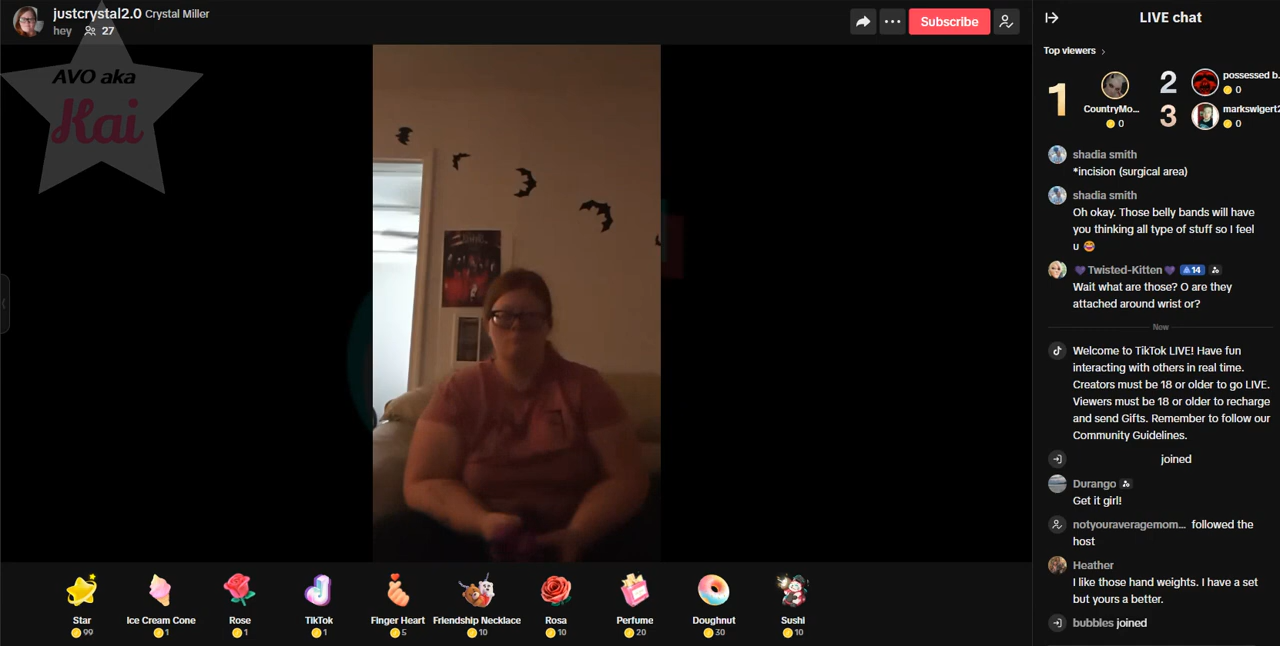 justcrystal2.0 Crystal Miller
hey 27
Subscribe
AVO aka
Kai
LIVE chat
Top viewers
1
CountryMo...
0
2
possessed b.
0
3
markswigert2
0
shadia smith
*incision (surgical area)
shadia smith
Oh okay. Those belly bands will have
you thinking all type of stuff so I feel
u
Twisted-Kitten 14
Wait what are those? O are they
attached around wrist or?
Now
Welcome to TikTok LIVE! Have fun
interacting with others in real time.
Creators must be 18 or older to go LIVE.
Viewers must be 18 or older to recharge
and send Gifts. Remember to follow our
Community Guidelines.
joined
Durango
Get it girl!
notyouraveragemom... followed the
host
Heather
I like those hand weights. I have a set
but yours a better.
bubbles joined
Star
99
Ice Cream Cone
1
Rose
1
TikTok
1
Finger Heart
5
Friendship Necklace
10
Rosa
10
Perfume
20
Doughnut
30
Sushi
10